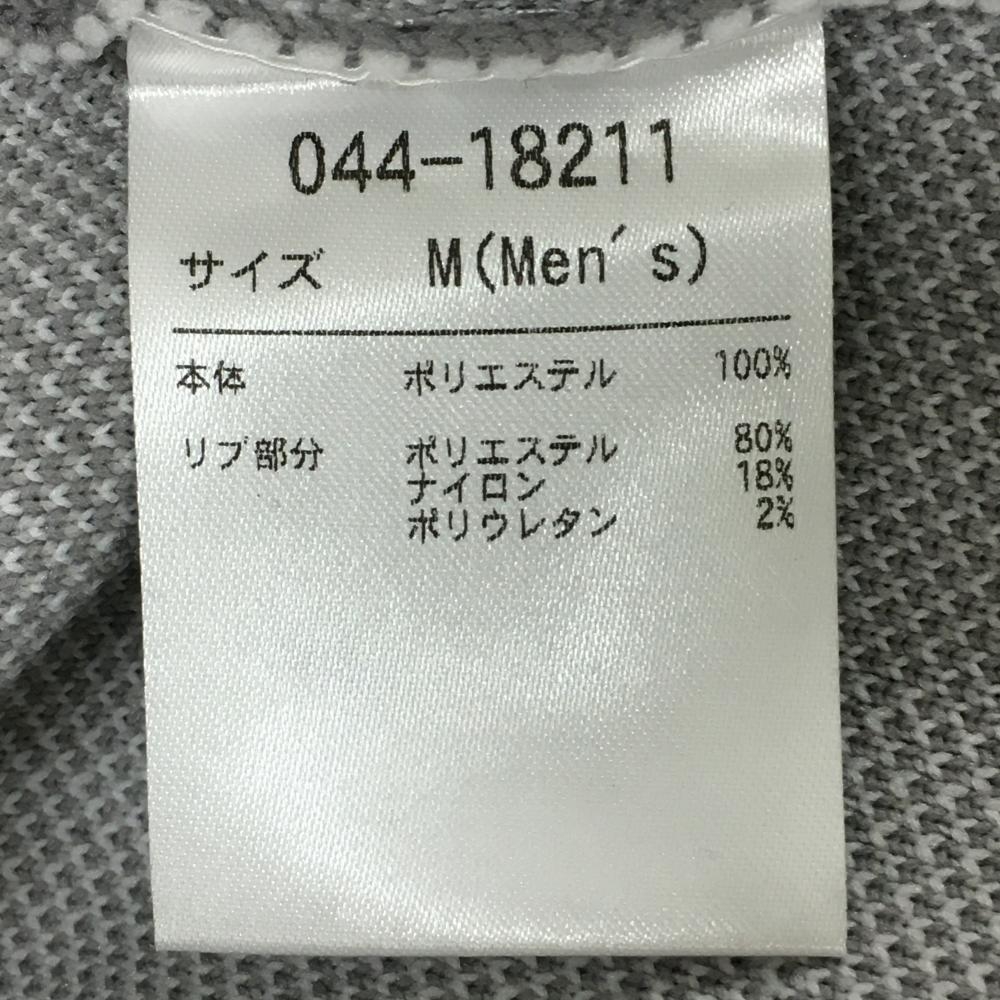 044-18211
サイズ M(Men's)
本体 ポリエステル 100%
リブ部分 ポリエステル 80%
ナイロン 18%
ポリウレタン 2%